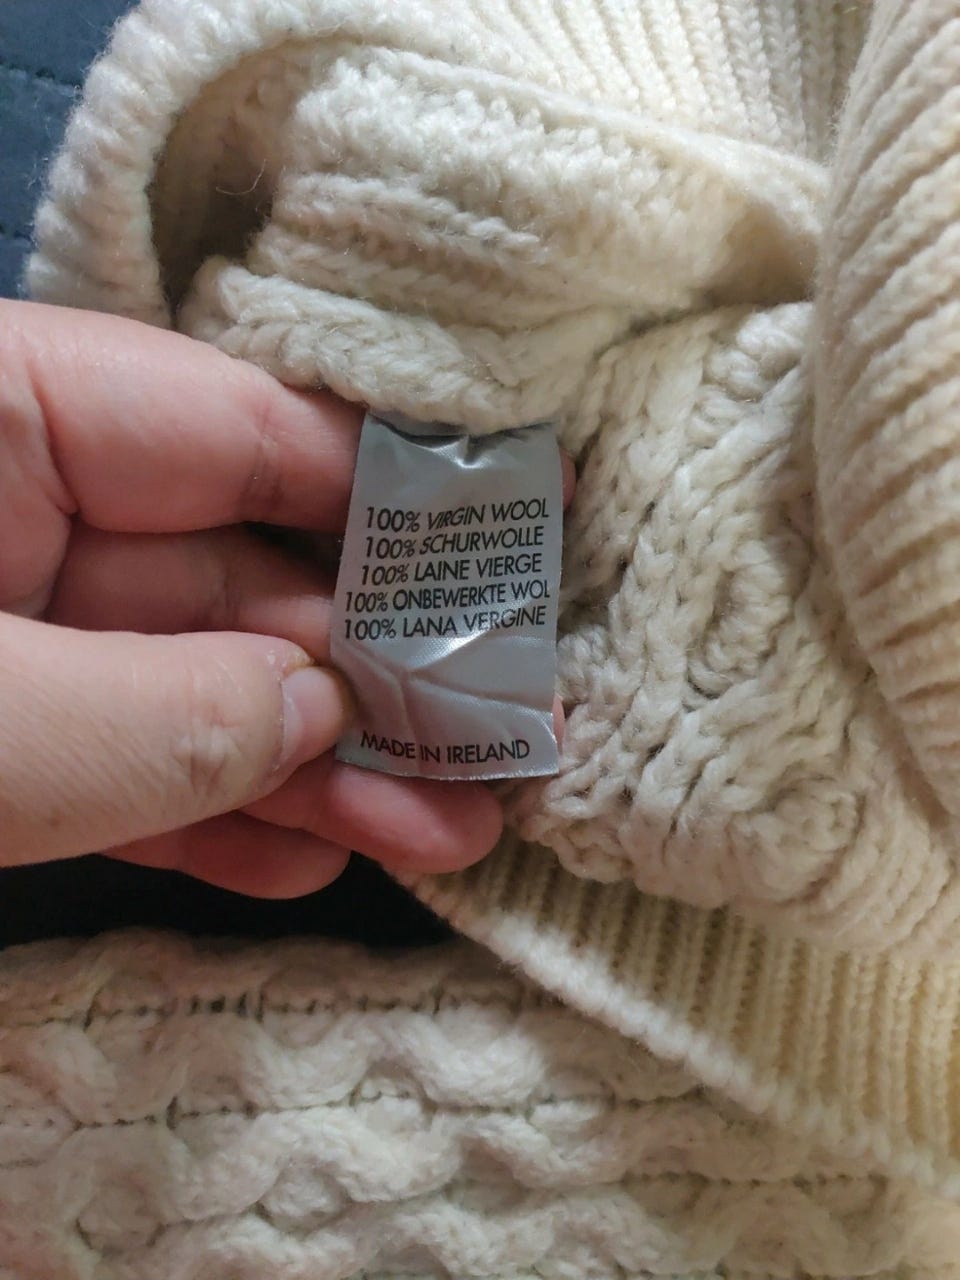 100% VIRGIN WOOL
100% SCHURWOLLE
100% LAINE VIERGE
100% ONBEWERKTE WOL
100% LANA VERGINE
MADE IN IRELAND